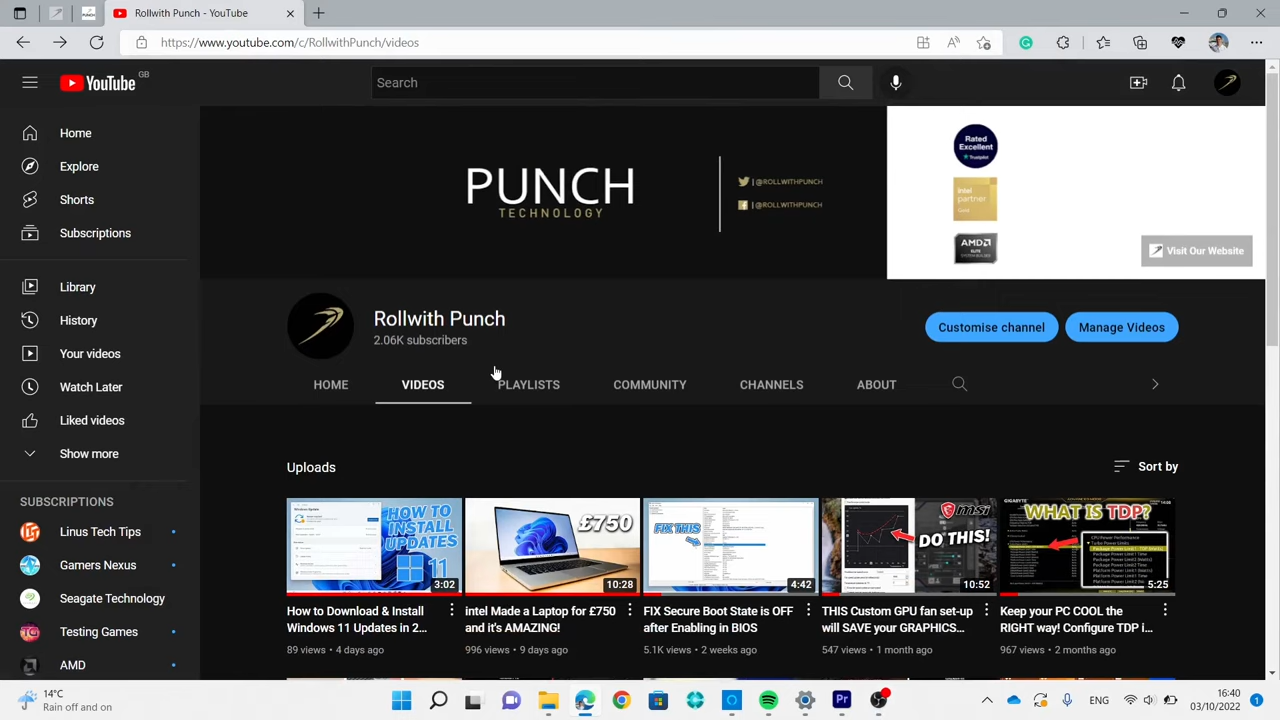 Rollwith Punch - YouTube
https://www.youtube.com/c/RollwithPunch/videos
YouTube GB
Search
Home
Explore
Shorts
Subscriptions
Library
History
Your videos
Watch Later
Liked videos
Show more
SUBSCRIPTIONS
Linus Tech Tips
Gamers Nexus
Seagate Technology
Testing Games
AMD
PUNCH
TECHNOLOGY
@ROLLWITHPUNCH
@ROLLWITHPUNCH
Rated
Excellent
Trustpilot
intel
partner
Gold
AMD
Visit Our Website
Rollwith Punch
2.06K subscribers
Customise channel
Manage Videos
HOME
VIDEOS
PLAYLISTS
COMMUNITY
CHANNELS
ABOUT
Uploads
Sort by
HOW TO
INSTALL
UPDATES
3:02
How to Download & Install
Windows 11 Updates in 2...
89 views • 4 days ago
£750
10:28
intel Made a Laptop for £750
and it's AMAZING!
996 views • 9 days ago
FIX THIS
4:42
FIX Secure Boot State is OFF
after Enabling in BIOS
5.1K views • 2 weeks ago
msi
DO THIS!
10:52
THIS Custom GPU fan set-up
will SAVE your GRAPHICS...
547 views • 1 month ago
GIGABYTE
WHAT IS TDP?
5:25
Keep your PC COOL the
RIGHT way! Configure TDP i...
967 views • 2 months ago
14°C
Rain off and on
ENG
16:40
03/10/2022
1